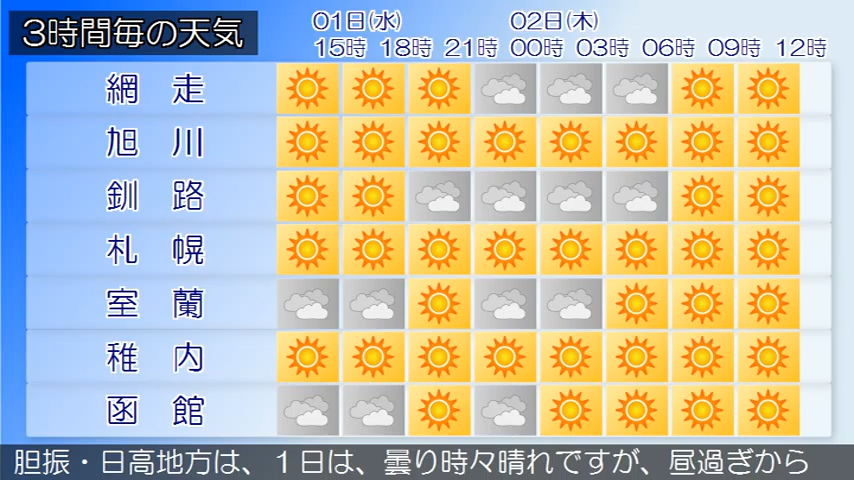 3時間毎の天気
01日(水) 02日(木)
15時 18時 21時 00時 03時 06時 09時 12時
網走
旭川
釧路
札幌
室蘭
稚内
函館
胆振・日高地方は、１日は、曇り時々晴れですが、昼過ぎから